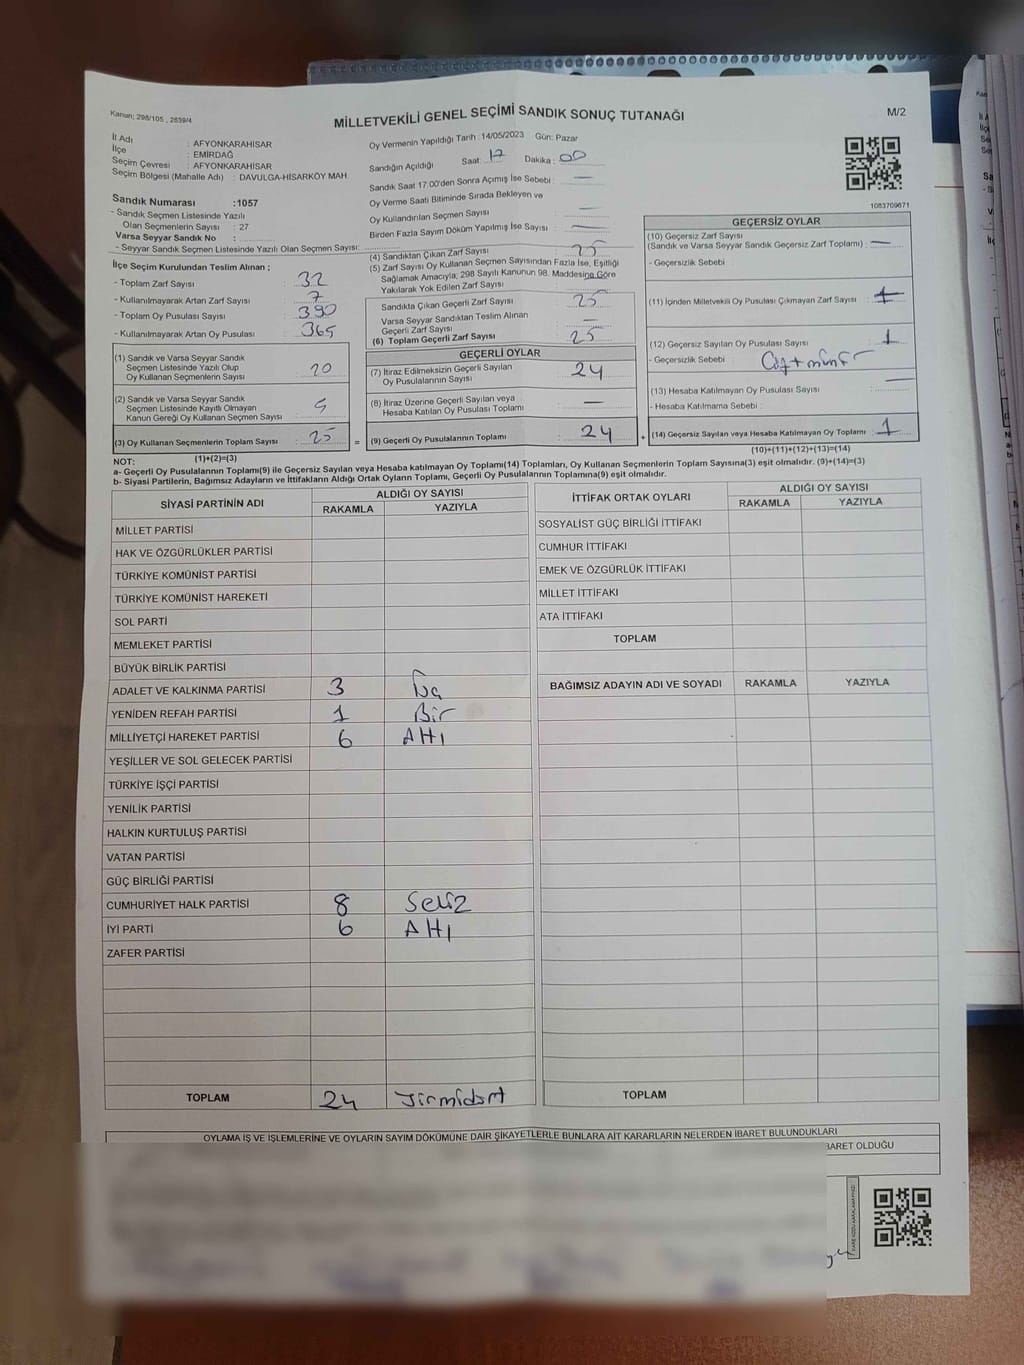 Kanun; 298/105 , 2839/4
MİLLETVEKİLİ GENEL SEÇİMİ SANDIK SONUÇ TUTANAĞI
M/2
İl Adı : AFYONKARAHİSAR
İlçe : EMİRDAĞ
Seçim Çevresi : AFYONKARAHİSAR
Seçim Bölgesi (Mahalle Adı) : DAVULGA-HİSARKÖY MAH.
Sandık Numarası :1057
- Sandık Seçmen Listesinde Yazılı
Olan Seçmenlerin Sayısı : 27
Varsa Seyyar Sandık No :
- Seyyar Sandık Seçmen Listesinde Yazılı Olan Seçmen Sayısı:
İlçe Seçim Kurulundan Teslim Alınan ;
- Toplam Zarf Sayısı : 32
- Kullanılmayarak Artan Zarf Sayısı : 7
- Toplam Oy Pusulası Sayısı : 390
- Kullanılmayarak Artan Oy Pusulası : 365
(1) Sandık ve Varsa Seyyar Sandık
Seçmen Listesinde Yazılı Olup
Oy Kullanan Seçmenlerin Sayısı : 20
(2) Sandık ve Varsa Seyyar Sandık
Seçmen Listesinde Kayıtlı Olmayan
Kanun Gereği Oy Kullanan Seçmen Sayısı : 5
(3) Oy Kullanan Seçmenlerin Toplam Sayısı : 25 =
Oy Vermenin Yapıldığı Tarih :14/05/2023 Gün: Pazar
Sandığın Açıldığı Saat: 17 Dakika : 00
Sandık Saat 17:00'den Sonra Açımış İse Sebebi : —
Oy Verme Saati Bitiminde Sırada Bekleyen ve
Oy Kullandırılan Seçmen Sayısı : —
Birden Fazla Sayım Döküm Yapılmış İse Sayısı : —
(4) Sandıktan Çıkan Zarf Sayısı : 25
(5) Zarf Sayısı Oy Kullanan Seçmen Sayısından Fazla İse, Eşitliği
Sağlamak Amacıyla; 298 Sayılı Kanunun 98. Maddesine Göre
Yakılarak Yok Edilen Zarf Sayısı :
Sandıkta Çıkan Geçerli Zarf Sayısı : 25
Varsa Seyyar Sandıktan Teslim Alınan
Geçerli Zarf Sayısı : —
(6) Toplam Geçerli Zarf Sayısı : 25
GEÇERLİ OYLAR
(7) İtiraz Edilmeksizin Geçerli Sayılan
Oy Pusulalarının Sayısı : 24
(8) İtiraz Üzerine Geçerli Sayılan veya
Hesaba Katılan Oy Pusulası Toplamı : —
(9) Geçerli Oy Pusulalarının Toplamı : 24 +
1083709671
GEÇERSİZ OYLAR
(10) Geçersiz Zarf Sayısı
(Sandık ve Varsa Seyyar Sandık Geçersiz Zarf Toplamı) : —
- Geçersizlik Sebebi :
(11) İçinden Milletvekili Oy Pusulası Çıkmayan Zarf Sayısı :
(12) Geçersiz Sayılan Oy Pusulası Sayısı : 1
- Geçersizlik Sebebi :
(13) Hesaba Katılmayan Oy Pusulası Sayısı : —
- Hesaba Katılmama Sebebi :
(14) Geçersiz Sayılan veya Hesaba Katılmayan Oy Toplamı : 1
(1)+(2)=(3)
(10)+(11)+(12)+(13)=(14)
NOT:
a- Geçerli Oy Pusulalarının Toplamı(9) ile Geçersiz Sayılan veya Hesaba katılmayan Oy Toplamı(14) Toplamları, Oy Kullanan Seçmenlerin Toplam Sayısına(3) eşit olmalıdır. (9)+(14)=(3)
b- Siyasi Partilerin, Bağımsız Adayların ve İttifakların Aldığı Ortak Oyların Toplamı, Geçerli Oy Pusulalarının Toplamına(9) eşit olmalıdır.
SİYASİ PARTİNİN ADI ALDIĞI OY SAYISI
RAKAMLA YAZIYLA
MİLLET PARTİSİ
HAK VE ÖZGÜRLÜKLER PARTİSİ
TÜRKİYE KOMÜNİST PARTİSİ
TÜRKİYE KOMÜNİST HAREKETİ
SOL PARTİ
MEMLEKET PARTİSİ
BÜYÜK BİRLİK PARTİSİ
ADALET VE KALKINMA PARTİSİ 3 Üç
YENİDEN REFAH PARTİSİ 1 Bir
MİLLİYETÇİ HAREKET PARTİSİ 6 AHı
YEŞİLLER VE SOL GELECEK PARTİSİ
TÜRKİYE İŞÇİ PARTİSİ
YENİLİK PARTİSİ
HALKIN KURTULUŞ PARTİSİ
VATAN PARTİSİ
GÜÇ BİRLİĞİ PARTİSİ
CUMHURİYET HALK PARTİSİ 8 Sekiz
İYİ PARTİ 6 AHı
ZAFER PARTİSİ
TOPLAM 24 Yirmidört
İTTİFAK ORTAK OYLARI ALDIĞI OY SAYISI
RAKAMLA YAZIYLA
SOSYALİST GÜÇ BİRLİĞİ İTTİFAKI
CUMHUR İTTİFAKI
EMEK VE ÖZGÜRLÜK İTTİFAKI
MİLLET İTTİFAKI
ATA İTTİFAKI
TOPLAM
BAĞIMSIZ ADAYIN ADI VE SOYADI RAKAMLA YAZIYLA
TOPLAM
OYLAMA İŞ VE İŞLEMLERİNE VE OYLARIN SAYIM DÖKÜMÜNE DAİR ŞİKAYETLERLE BUNLARA AİT KARARLARIN NELERDEN İBARET BULUNDUKLARI
BARET OLDUĞU